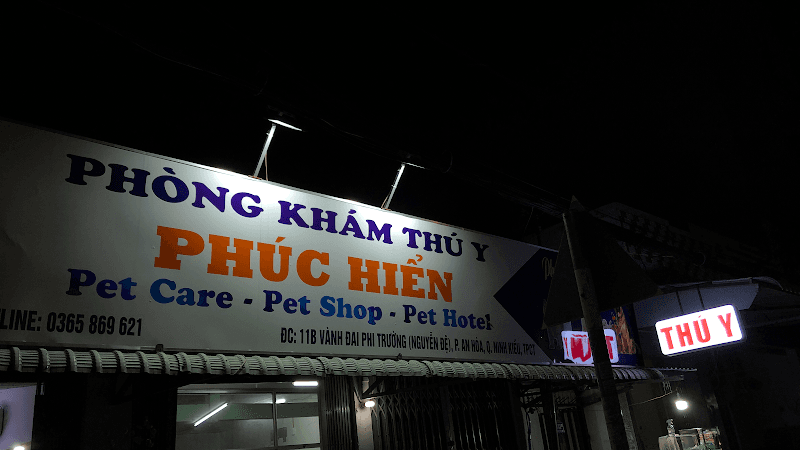 PHÒNG KHÁM THÚ Y
PHÚC HIỂN
Pet Care - Pet Shop - Pet Hotel
LINE: 0365 869 621
ĐC: 11B VÀNH ĐAI PHI TRƯỜNG (NGUYỄN ĐỆ), P. AN HÒA, Q. NINH KIỀU, TPCT
THÚ Y